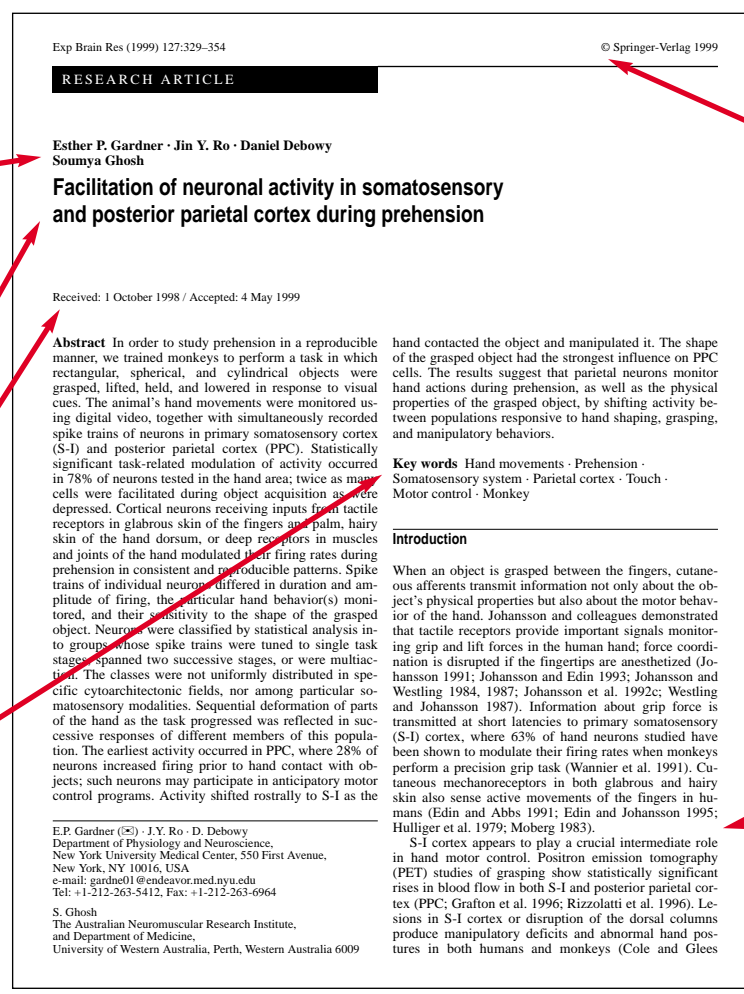 Exp Brain Res (1999) 127:329–354
© Springer-Verlag 1999
RESEARCH ARTICLE
Esther P. Gardner · Jin Y. Ro · Daniel Debowy
Soumya Ghosh
Facilitation of neuronal activity in somatosensory
and posterior parietal cortex during prehension
Received: 1 October 1998 / Accepted: 4 May 1999
Abstract In order to study prehension in a reproducible
manner, we trained monkeys to perform a task in which
rectangular, spherical, and cylindrical objects were
grasped, lifted, held, and lowered in response to visual
cues. The animal's hand movements were monitored us-
ing digital video, together with simultaneously recorded
spike trains of neurons in primary somatosensory cortex
(S-I) and posterior parietal cortex (PPC). Statistically
significant task-related modulation of activity occurred
in 78% of neurons tested in the hand area; twice as many
cells were facilitated during object acquisition as were
depressed. Cortical neurons receiving inputs from tactile
receptors in glabrous skin of the fingers and palm, hairy
skin of the hand dorsum, or deep receptors in muscles
and joints of the hand modulated their firing rates during
prehension in consistent and reproducible patterns. Spike
trains of individual neurons differed in duration and am-
plitude of firing, the particular hand behavior(s) moni-
tored, and their sensitivity to the shape of the grasped
object. Neurons were classified by statistical analysis in-
to groups whose spike trains were tuned to single task
stages, spanned two successive stages, or were multiac-
tion. The classes were not uniformly distributed in spe-
cific cytoarchitectonic fields, nor among particular so-
matosensory modalities. Sequential deformation of parts
of the hand as the task progressed was reflected in suc-
cessive responses of different members of this popula-
tion. The earliest activity occurred in PPC, where 28% of
neurons increased firing prior to hand contact with ob-
jects; such neurons may participate in anticipatory motor
control programs. Activity shifted rostrally to S-I as the
E.P. Gardner (✉) · J.Y. Ro · D. Debowy
Department of Physiology and Neuroscience,
New York University Medical Center, 550 First Avenue,
New York, NY 10016, USA
e-mail: gardne01@endeavor.med.nyu.edu
Tel: +1-212-263-5412, Fax: +1-212-263-6964
S. Ghosh
The Australian Neuromuscular Research Institute,
and Department of Medicine,
University of Western Australia, Perth, Western Australia 6009
hand contacted the object and manipulated it. The shape
of the grasped object had the strongest influence on PPC
cells. The results suggest that parietal neurons monitor
hand actions during prehension, as well as the physical
properties of the grasped object, by shifting activity be-
tween populations responsive to hand shaping, grasping,
and manipulatory behaviors.
Key words Hand movements · Prehension ·
Somatosensory system · Parietal cortex · Touch ·
Motor control · Monkey
Introduction
When an object is grasped between the fingers, cutane-
ous afferents transmit information not only about the ob-
ject's physical properties but also about the motor behav-
ior of the hand. Johansson and colleagues demonstrated
that tactile receptors provide important signals monitor-
ing grip and lift forces in the human hand; force coordi-
nation is disrupted if the fingertips are anesthetized (Jo-
hansson 1991; Johansson and Edin 1993; Johansson and
Westling 1984, 1987; Johansson et al. 1992c; Westling
and Johansson 1987). Information about grip force is
transmitted at short latencies to primary somatosensory
(S-I) cortex, where 63% of hand neurons studied have
been shown to modulate their firing rates when monkeys
perform a precision grip task (Wannier et al. 1991). Cu-
taneous mechanoreceptors in both glabrous and hairy
skin also sense active movements of the fingers in hu-
mans (Edin and Abbs 1991; Edin and Johansson 1995;
Hulliger et al. 1979; Moberg 1983).
S-I cortex appears to play a crucial intermediate role
in hand motor control. Positron emission tomography
(PET) studies of grasping show statistically significant
rises in blood flow in both S-I and posterior parietal cor-
tex (PPC; Grafton et al. 1996; Rizzolatti et al. 1996). Le-
sions in S-I cortex or disruption of the dorsal columns
produce manipulatory deficits and abnormal hand pos-
tures in both humans and monkeys (Cole and Glees